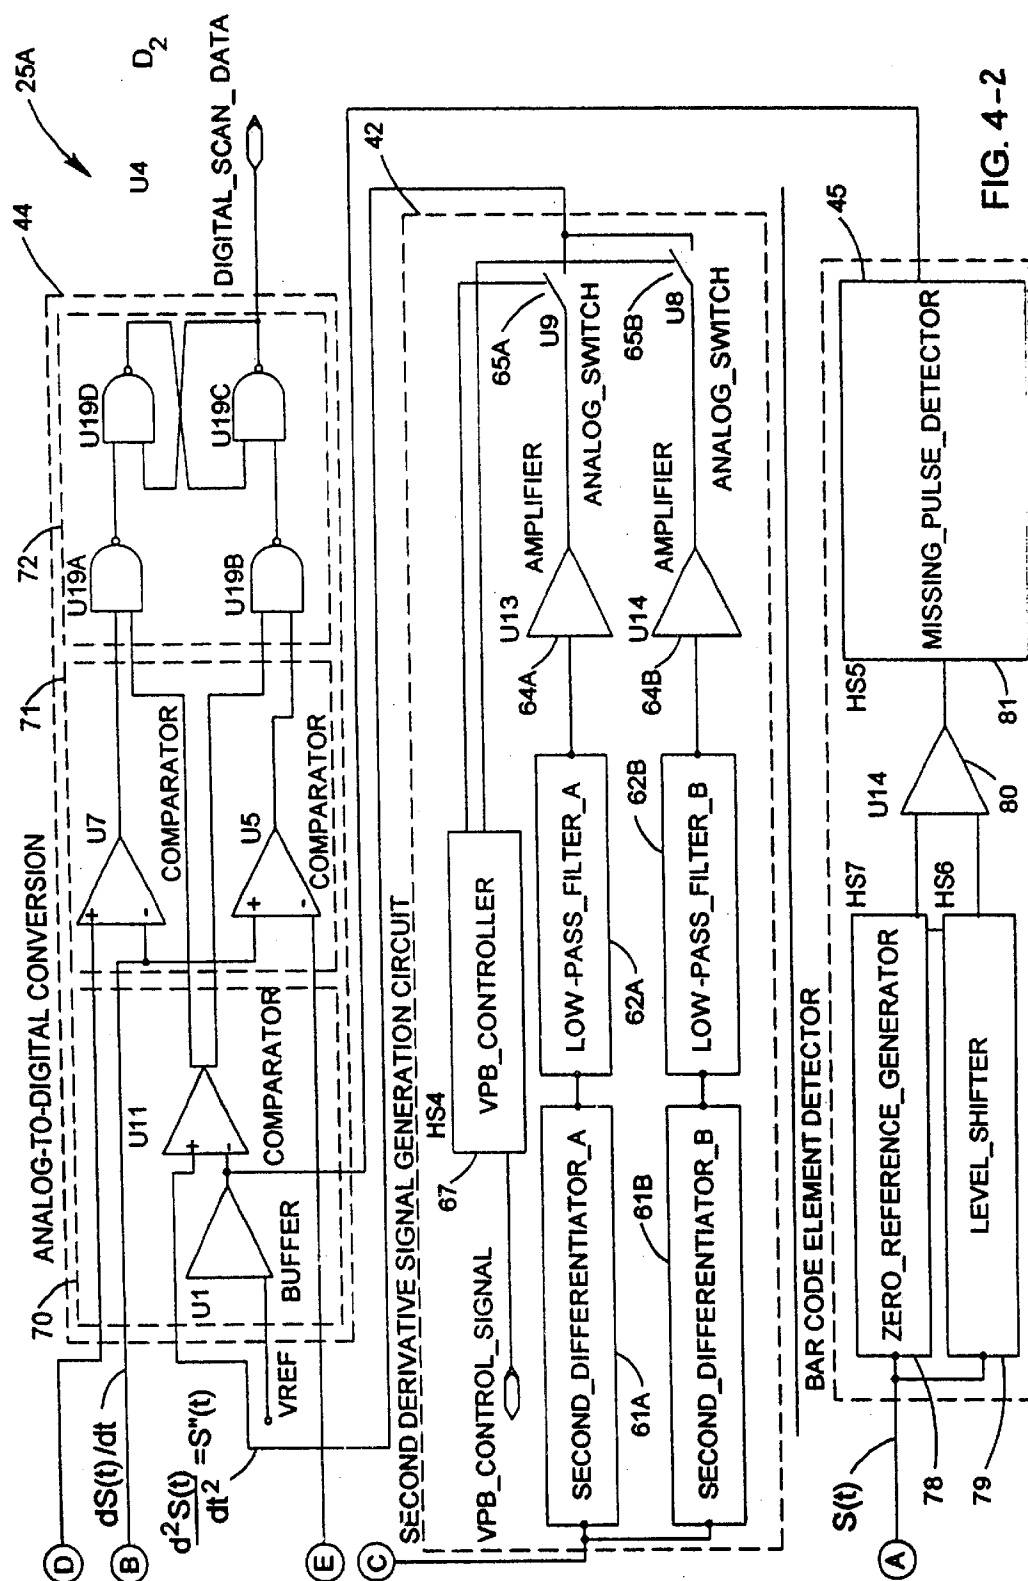 25A
U4
D2
DIGITAL_SCAN_DATA
ANALOG-TO-DIGITAL CONVERSION
44
70
71
72
U1
BUFFER
VREF
U11
COMPARATOR
U7
COMPARATOR
U5
COMPARATOR
U19A
U19B
U19D
U19C
D
B
dS(t)/dt
d²S(t)/dt² =S"(t)
E
C
SECOND DERIVATIVE SIGNAL GENERATION CIRCUIT
42
VPB_CONTROL_SIGNAL
67
HS4
VPB_CONTROLLER
SECOND_DIFFERENTIATOR_A
61A
LOW-PASS_FILTER_A
62A
64A
U13
AMPLIFIER
65A
U9
ANALOG_SWITCH
SECOND_DIFFERENTIATOR_B
61B
LOW-PASS_FILTER_B
62B
64B
U14
AMPLIFIER
65B
U8
ANALOG_SWITCH
BAR CODE ELEMENT DETECTOR
45
A
S(t)
ZERO_REFERENCE_GENERATOR
HS7
78
LEVEL_SHIFTER
HS6
79
U14
80
HS5
MISSING_PULSE_DETECTOR
81
FIG. 4-2